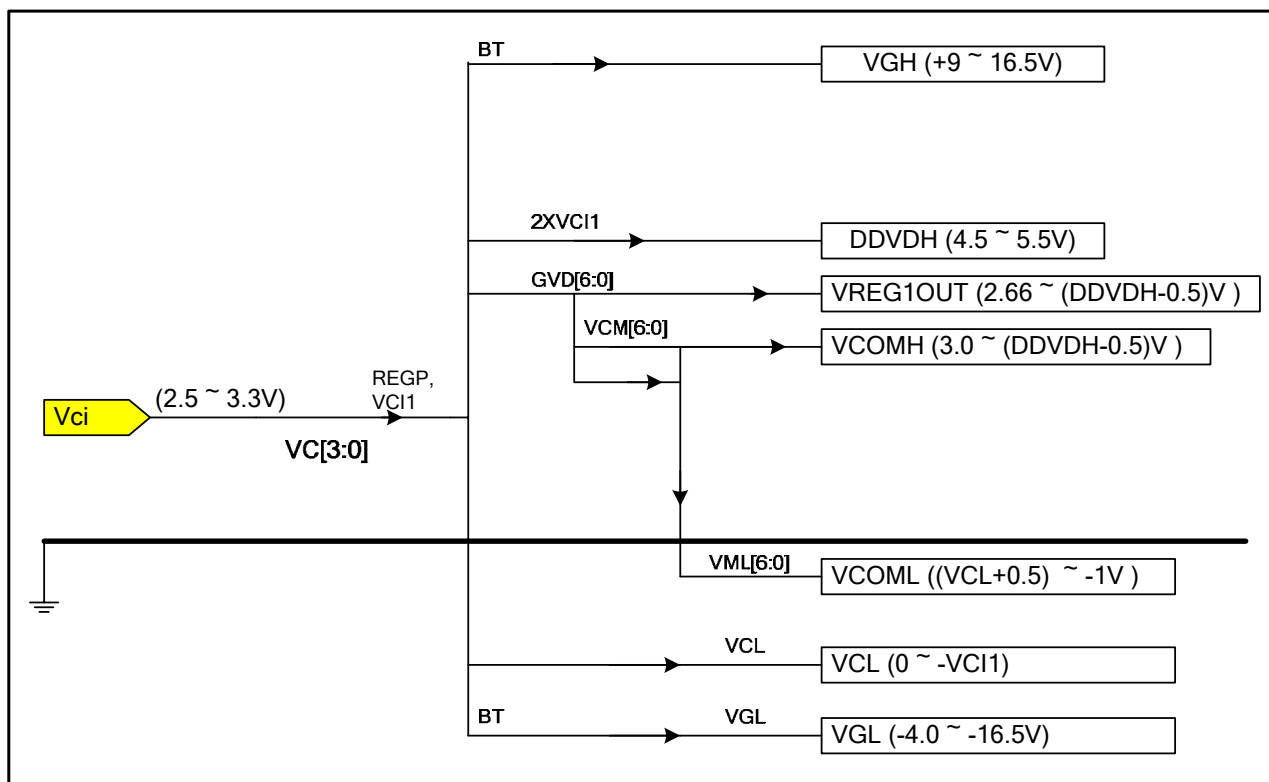 BT
VGH (+9 ~ 16.5V)
2XVCI1
DDVDH (4.5 ~ 5.5V)
GVD[6:0]
VREG1OUT (2.66 ~ (DDVDH-0.5)V )
VCM[6:0]
VCOMH (3.0 ~ (DDVDH-0.5)V )
Vci
(2.5 ~ 3.3V)
REGP,
VCI1
VC[3:0]
VML[6:0]
VCOML ((VCL+0.5) ~ -1V )
VCL
VCL (0 ~ -VCI1)
BT
VGL
VGL (-4.0 ~ -16.5V)